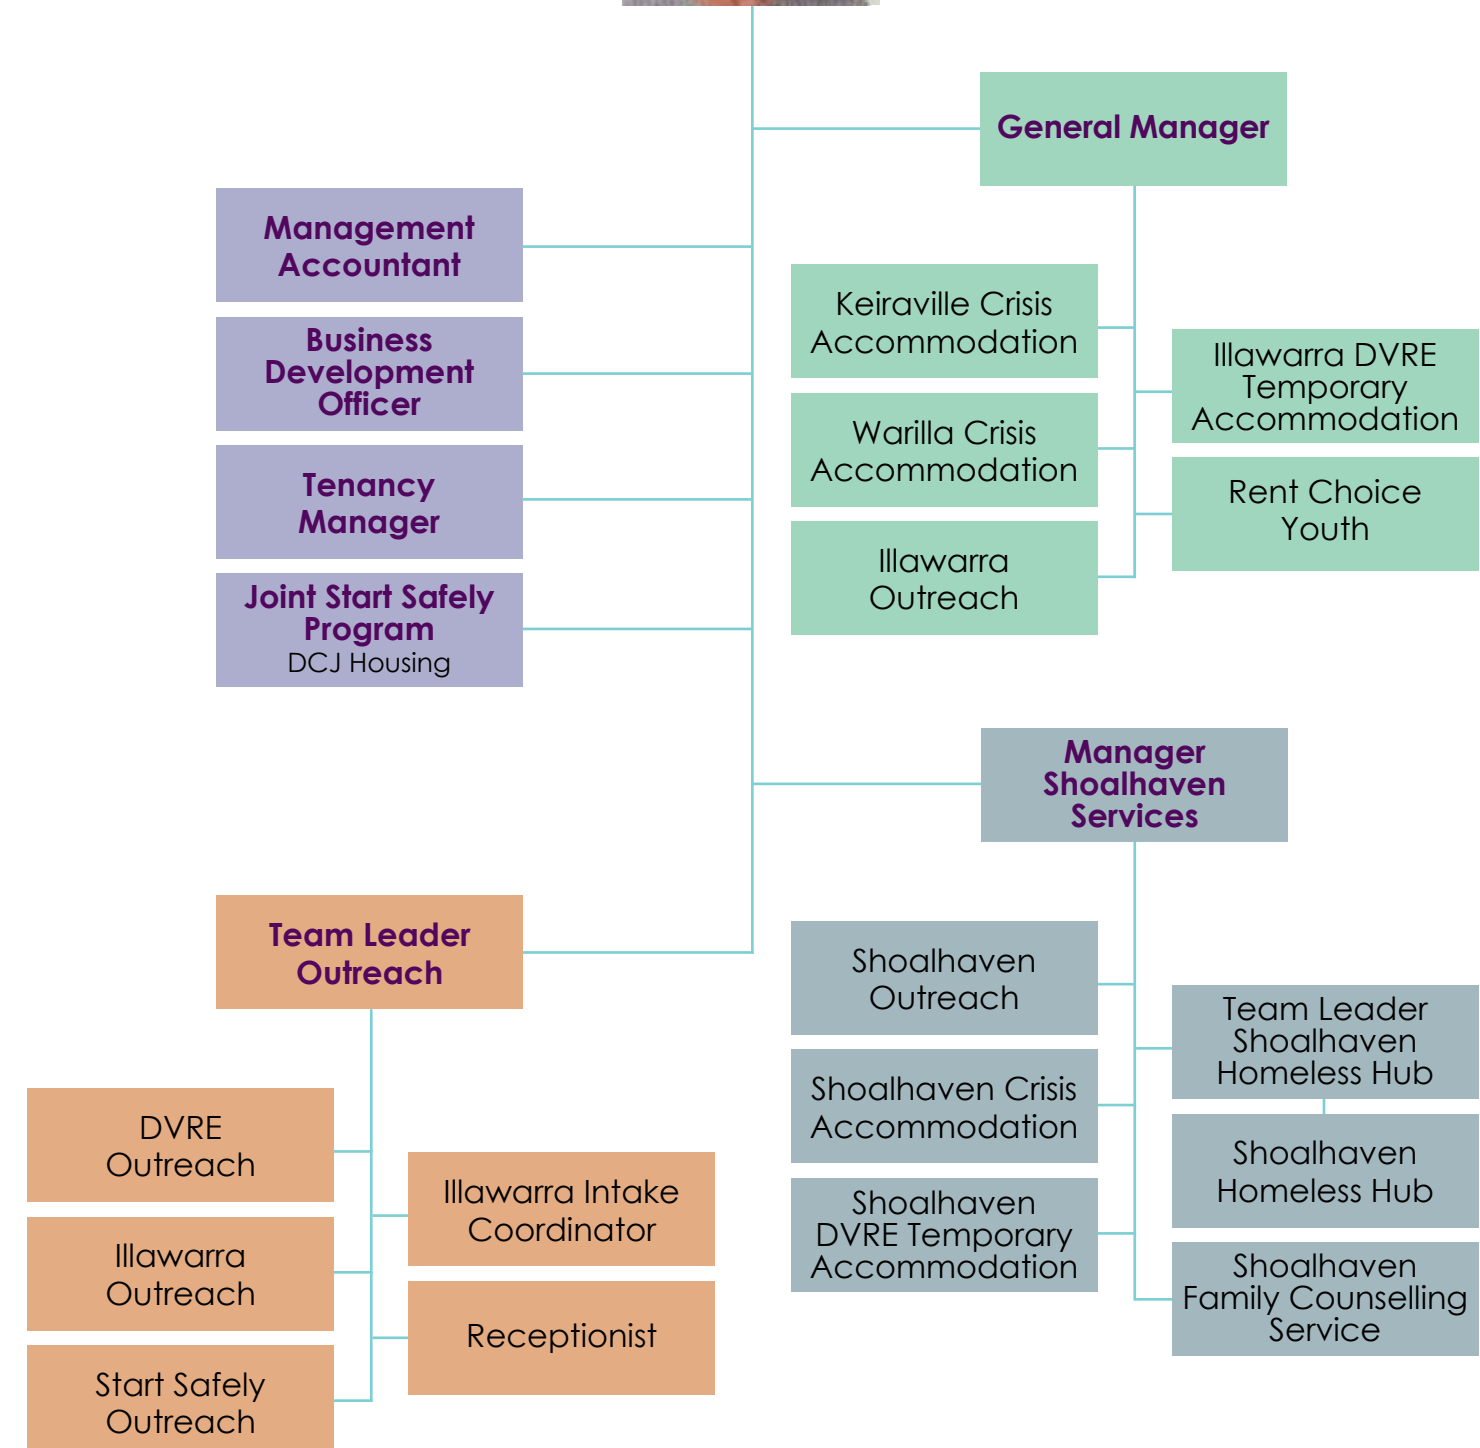 General Manager
Management
Accountant
Business
Development
Officer
Tenancy
Manager
Joint Start Safely
Program
DCJ Housing
Keiraville Crisis
Accommodation
Warilla Crisis
Accommodation
Illawarra
Outreach
Illawarra DVRE
Temporary
Accommodation
Rent Choice
Youth
Manager
Shoalhaven
Services
Team Leader
Outreach
Shoalhaven
Outreach
Shoalhaven Crisis
Accommodation
Shoalhaven
DVRE Temporary
Accommodation
Team Leader
Shoalhaven
Homeless Hub
Shoalhaven
Homeless Hub
Shoalhaven
Family Counselling
Service
DVRE
Outreach
Illawarra
Outreach
Start Safely
Outreach
Illawarra Intake
Coordinator
Receptionist